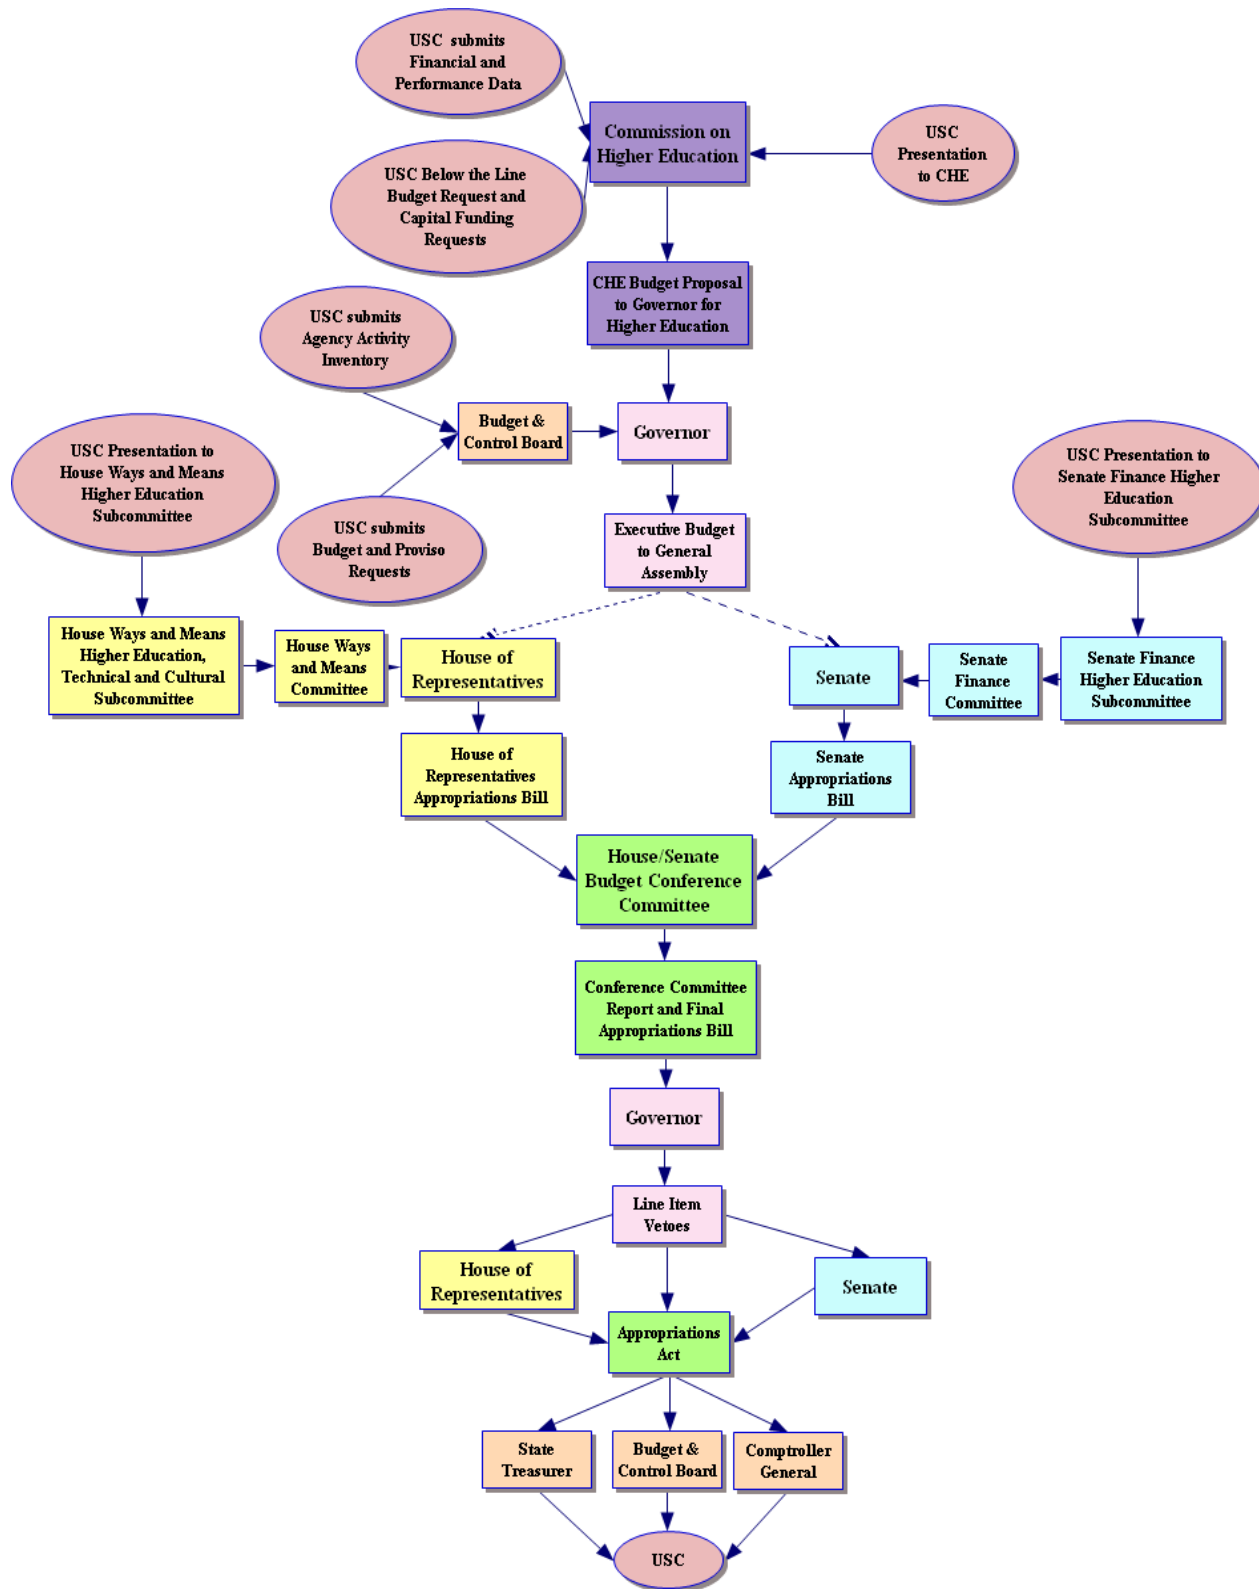 USC submits
Financial and
Performance Data
Commission on
Higher Education
USC
Presentation
to CHE
USC Below the Line
Budget Request and
Capital Funding
Requests
CHE Budget Proposal
to Governor for
Higher Education
USC submits
Agency Activity
Inventory
Budget &
Control Board
Governor
USC Presentation to
House Ways and Means
Higher Education
Subcommittee
USC Presentation to
Senate Finance Higher
Education
Subcommittee
USC submits
Budget and Proviso
Requests
Executive Budget
to General
Assembly
House Ways and Means
Higher Education,
Technical and Cultural
Subcommittee
House Ways
and Means
Committee
House of
Representatives
Senate
Senate
Finance
Committee
Senate Finance
Higher Education
Subcommittee
House of
Representatives
Appropriations Bill
Senate
Appropriations
Bill
House/Senate
Budget Conference
Committee
Conference Committee
Report and Final
Appropriations Bill
Governor
Line Item
Vetoes
House of
Representatives
Senate
Appropriations
Act
State
Treasurer
Budget &
Control Board
Comptroller
General
USC